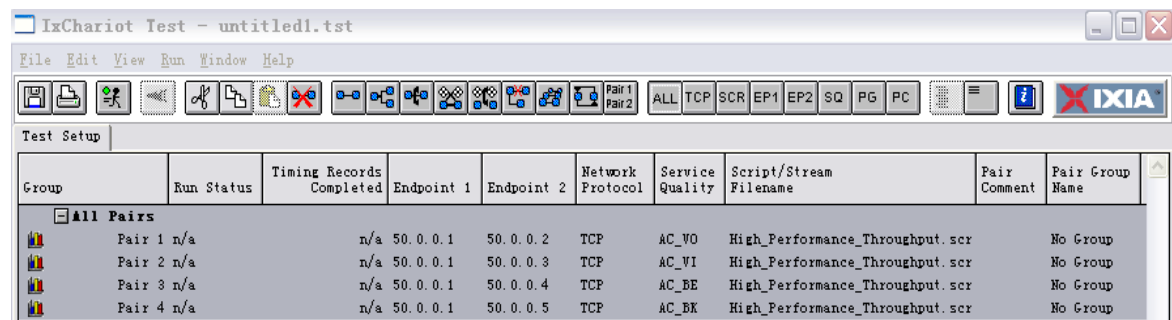 IxChariot Test - untitled1.tst
File Edit View Run Window Help
Pair 1 Pair 2 ALL TCP SCR EP1 EP2 SQ PG PC IXIA
Test Setup
Group Run Status Timing Records Completed Endpoint 1 Endpoint 2 Network Protocol Service Quality Script/Stream Filename Pair Comment Pair Group Name
All Pairs
Pair 1 n/a n/a 50.0.0.1 50.0.0.2 TCP AC_VO High_Performance_Throughput.scr No Group
Pair 2 n/a n/a 50.0.0.1 50.0.0.3 TCP AC_VI High_Performance_Throughput.scr No Group
Pair 3 n/a n/a 50.0.0.1 50.0.0.4 TCP AC_BE High_Performance_Throughput.scr No Group
Pair 4 n/a n/a 50.0.0.1 50.0.0.5 TCP AC_BK High_Performance_Throughput.scr No Group